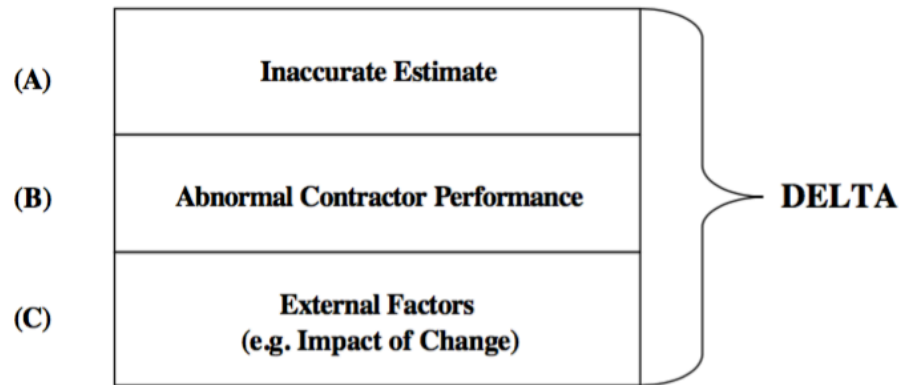 (A)
Inaccurate Estimate
(B)
Abnormal Contractor Performance
DELTA
(C)
External Factors
(e.g. Impact of Change)